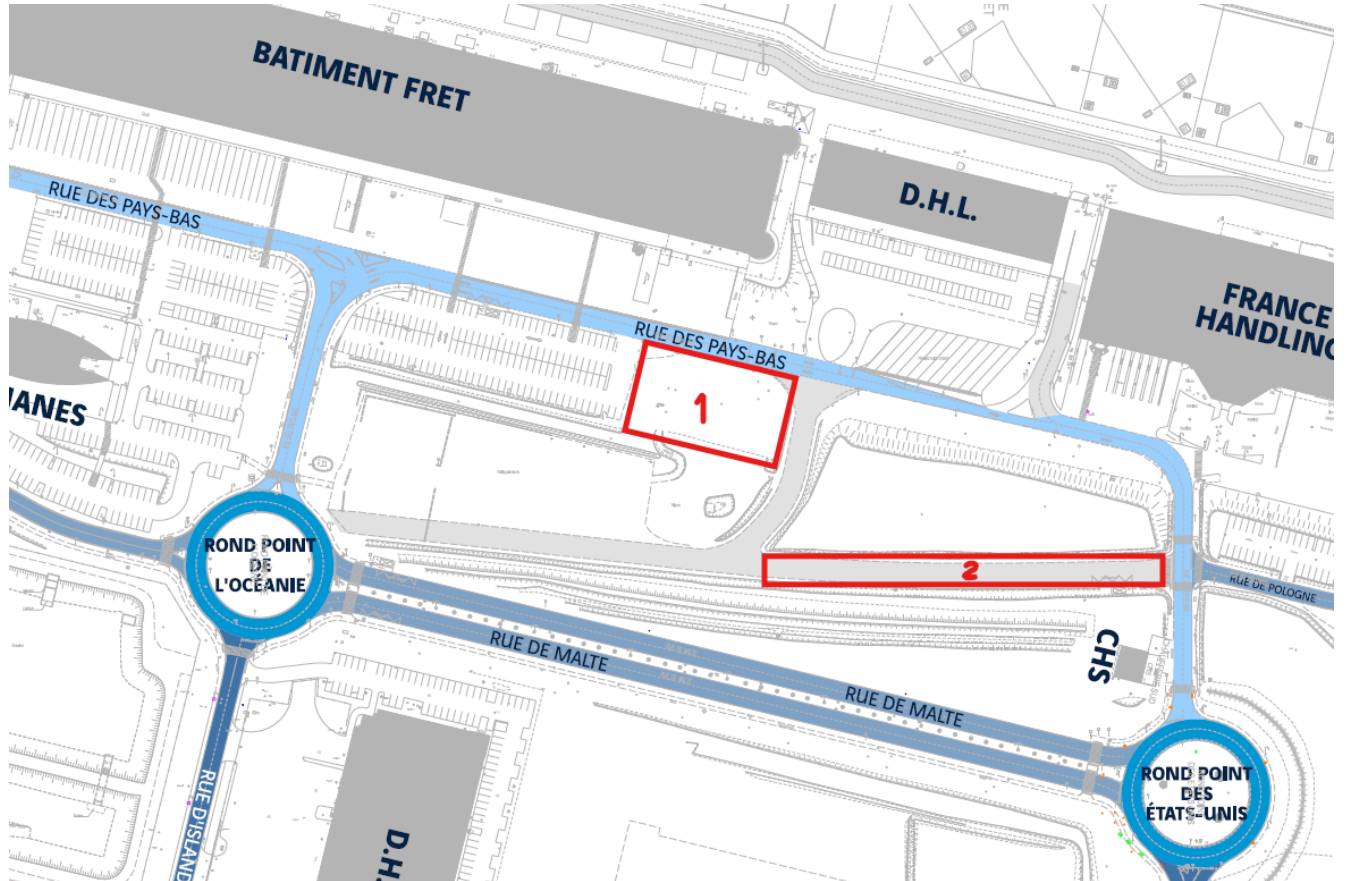 BATIMENT FRET
D.H.L.
FRANCE
HANDLING
RUE DES PAYS-BAS
RUE DES PAYS-BAS
1
ANES
ROND POINT
DE
L'OCÉANIE
2
RUE DE POLOGNE
RUE DE MALTE
CHS
RUE DE MALTE
ROND POINT
DES
ÉTATS-UNIS
RUE D'ISLAND
D.H.